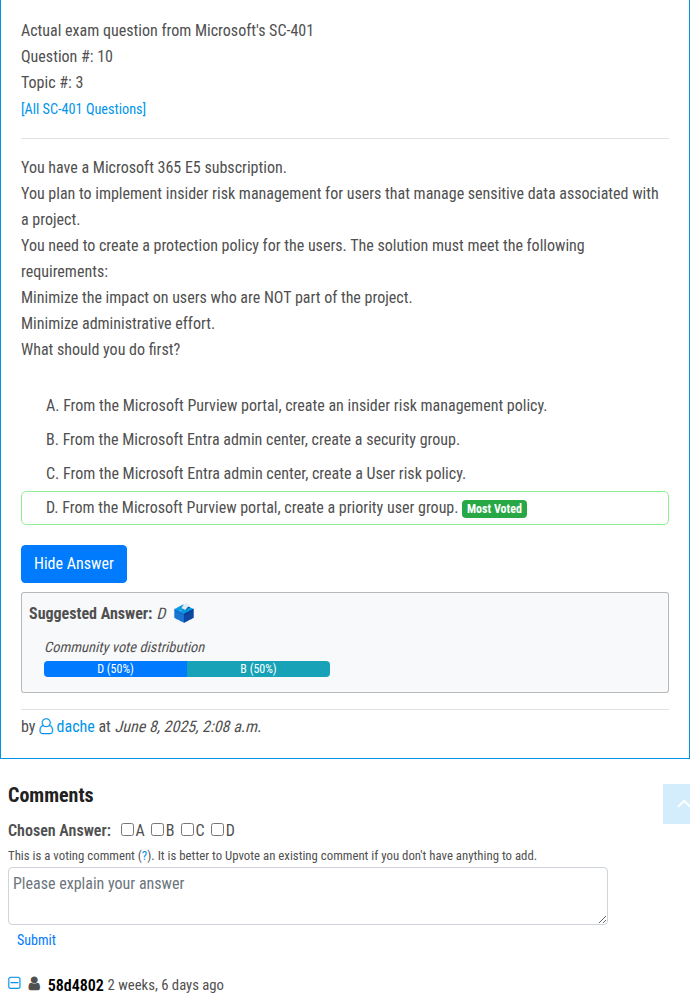 Actual exam question from Microsoft's SC-401
Question #: 10
Topic #: 3
[All SC-401 Questions]
You have a Microsoft 365 E5 subscription.
You plan to implement insider risk management for users that manage sensitive data associated with
a project.
You need to create a protection policy for the users. The solution must meet the following
requirements:
Minimize the impact on users who are NOT part of the project.
Minimize administrative effort.
What should you do first?
A. From the Microsoft Purview portal, create an insider risk management policy.
B. From the Microsoft Entra admin center, create a security group.
C. From the Microsoft Entra admin center, create a User risk policy.
D. From the Microsoft Purview portal, create a priority user group. Most Voted
Hide Answer
Suggested Answer: D
Community vote distribution
D (50%) B (50%)
by dache at June 8, 2025, 2:08 a.m.
Comments
Chosen Answer: A B C D
This is a voting comment (?). It is better to Upvote an existing comment if you don't have anything to add.
Please explain your answer
Submit
58d4802 2 weeks, 6 days ago